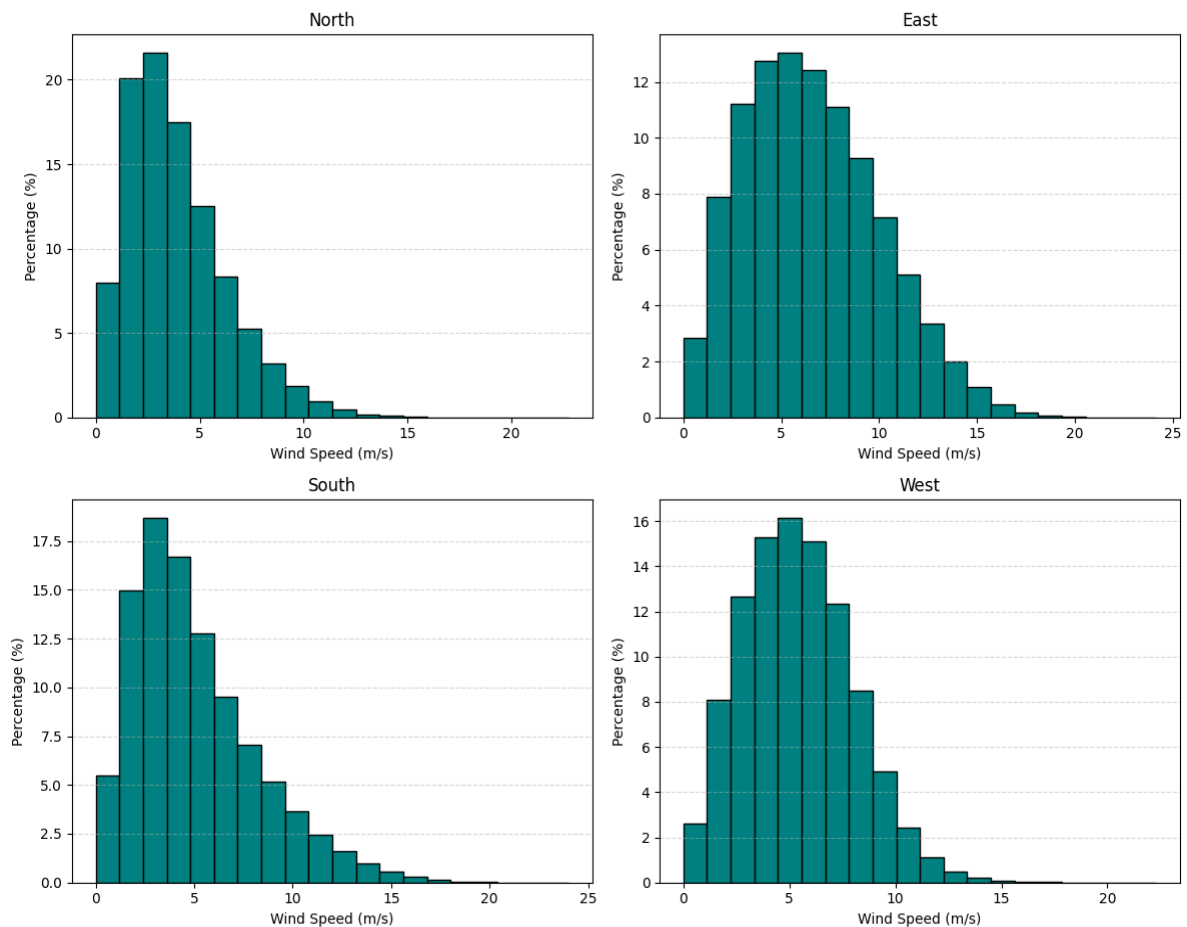 North
Percentage (%)
20
15
10
5
0
0 5 10 15 20
Wind Speed (m/s)
East
Percentage (%)
12
10
8
6
4
2
0
0 5 10 15 20 25
Wind Speed (m/s)
South
Percentage (%)
17.5
15.0
12.5
10.0
7.5
5.0
2.5
0.0
0 5 10 15 20 25
Wind Speed (m/s)
West
Percentage (%)
16
14
12
10
8
6
4
2
0
0 5 10 15 20
Wind Speed (m/s)